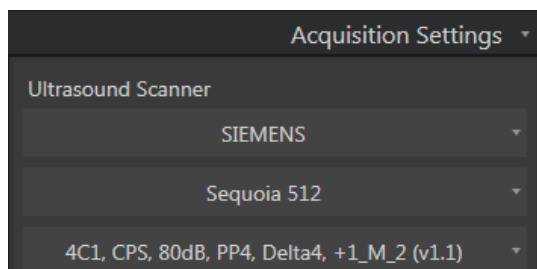 Acquisition Settings
Ultrasound Scanner
SIEMENS
Sequoia 512
4C1, CPS, 80dB, PP4, Delta4, +1_M_2 (v1.1)